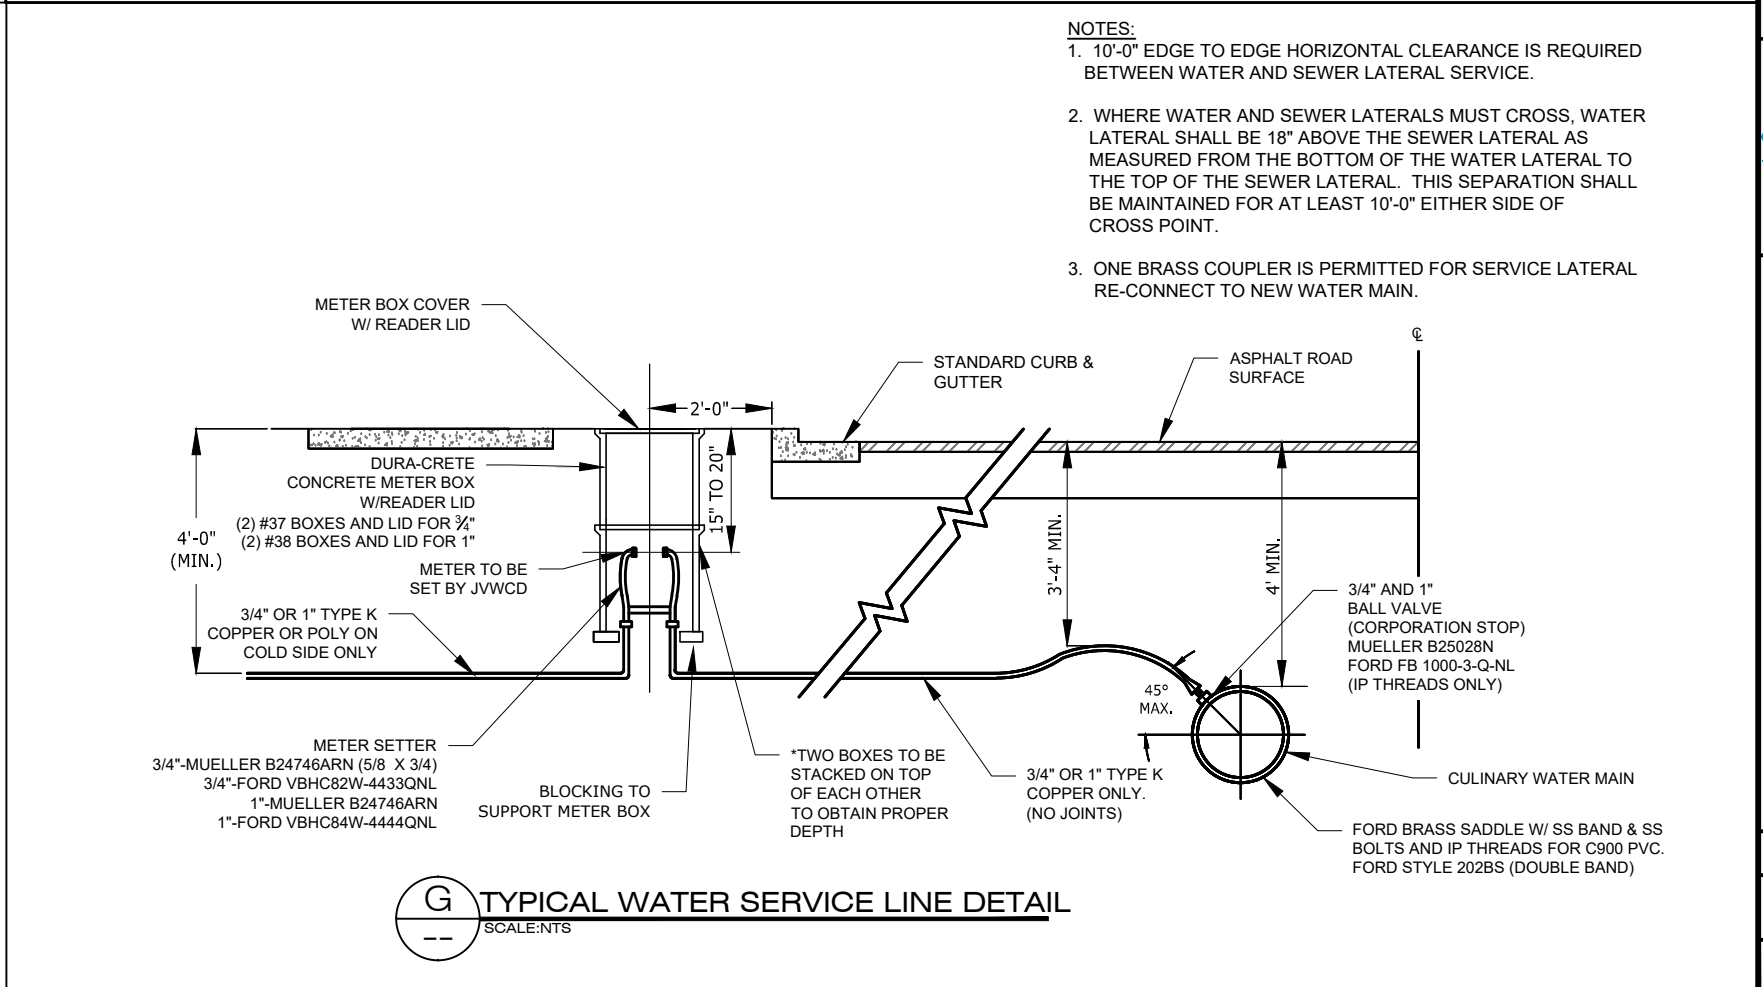 NOTES:
1. 10'-0" EDGE TO EDGE HORIZONTAL CLEARANCE IS REQUIRED
BETWEEN WATER AND SEWER LATERAL SERVICE.
2. WHERE WATER AND SEWER LATERALS MUST CROSS, WATER
LATERAL SHALL BE 18" ABOVE THE SEWER LATERAL AS
MEASURED FROM THE BOTTOM OF THE WATER LATERAL TO
THE TOP OF THE SEWER LATERAL. THIS SEPARATION SHALL
BE MAINTAINED FOR AT LEAST 10'-0" EITHER SIDE OF
CROSS POINT.
3. ONE BRASS COUPLER IS PERMITTED FOR SERVICE LATERAL
RE-CONNECT TO NEW WATER MAIN.
METER BOX COVER
W/ READER LID
STANDARD CURB &
GUTTER
ASPHALT ROAD
SURFACE
℄
2'-0"
15" TO 20"
DURA-CRETE
CONCRETE METER BOX
W/READER LID
(2) #37 BOXES AND LID FOR ¾"
(2) #38 BOXES AND LID FOR 1"
4'-0"
(MIN.)
METER TO BE
SET BY JVWCD
3/4" OR 1" TYPE K
COPPER OR POLY ON
COLD SIDE ONLY
3'-4" MIN.
4' MIN.
3/4" AND 1"
BALL VALVE
(CORPORATION STOP)
MUELLER B25028N
FORD FB 1000-3-Q-NL
(IP THREADS ONLY)
45°
MAX.
METER SETTER
3/4"-MUELLER B24746ARN (5/8 X 3/4)
3/4"-FORD VBHC82W-4433QNL
1"-MUELLER B24746ARN
1"-FORD VBHC84W-4444QNL
BLOCKING TO
SUPPORT METER BOX
*TWO BOXES TO BE
STACKED ON TOP
OF EACH OTHER
TO OBTAIN PROPER
DEPTH
3/4" OR 1" TYPE K
COPPER ONLY.
(NO JOINTS)
CULINARY WATER MAIN
FORD BRASS SADDLE W/ SS BAND & SS
BOLTS AND IP THREADS FOR C900 PVC.
FORD STYLE 202BS (DOUBLE BAND)
G
--
TYPICAL WATER SERVICE LINE DETAIL
SCALE:NTS